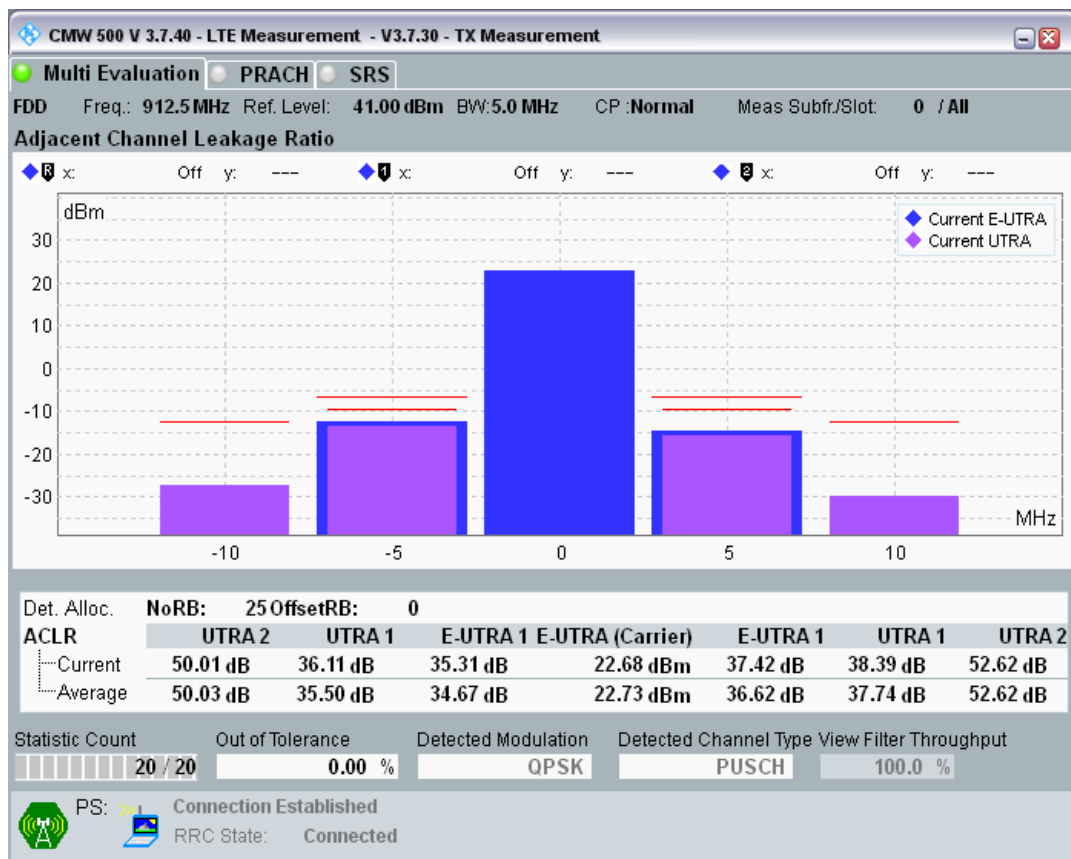 CMW 500 V 3.7.40 - LTE Measurement - V3.7.30 - TX Measurement
Multi Evaluation PRACH SRS
FDD Freq.: 912.5 MHz Ref. Level: 41.00 dBm BW:5.0 MHz CP :Normal Meas Subfr./Slot: 0 / All
Adjacent Channel Leakage Ratio
R x: Off y: --- 1 x: Off y: --- 2 x: Off y: ---
dBm
Current E-UTRA
Current UTRA
30
20
10
0
-10
-20
-30
MHz
-10 -5 0 5 10
Det. Alloc. NoRB: 25 OffsetRB: 0
ACLR UTRA 2 UTRA 1 E-UTRA 1 E-UTRA (Carrier) E-UTRA 1 UTRA 1 UTRA 2
Current 50.01 dB 36.11 dB 35.31 dB 22.68 dBm 37.42 dB 38.39 dB 52.62 dB
Average 50.03 dB 35.50 dB 34.67 dB 22.73 dBm 36.62 dB 37.74 dB 52.62 dB
Statistic Count Out of Tolerance Detected Modulation Detected Channel Type View Filter Throughput
20 / 20 0.00 % QPSK PUSCH 100.0 %
PS: Connection Established
RRC State: Connected